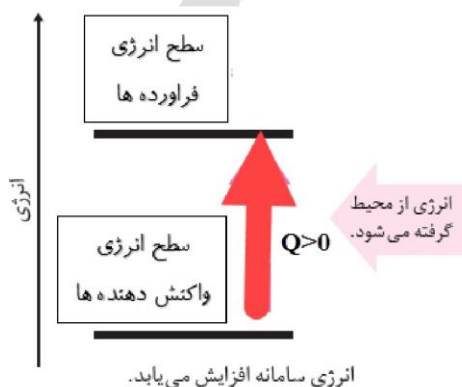 سطح انرژی
فراورده ها
انرژی
انرژی از محیط
گرفته می‌شود.
Q>0
سطح انرژی
واکنش دهنده ها
انرژی سامانه افزایش می‌یابد.